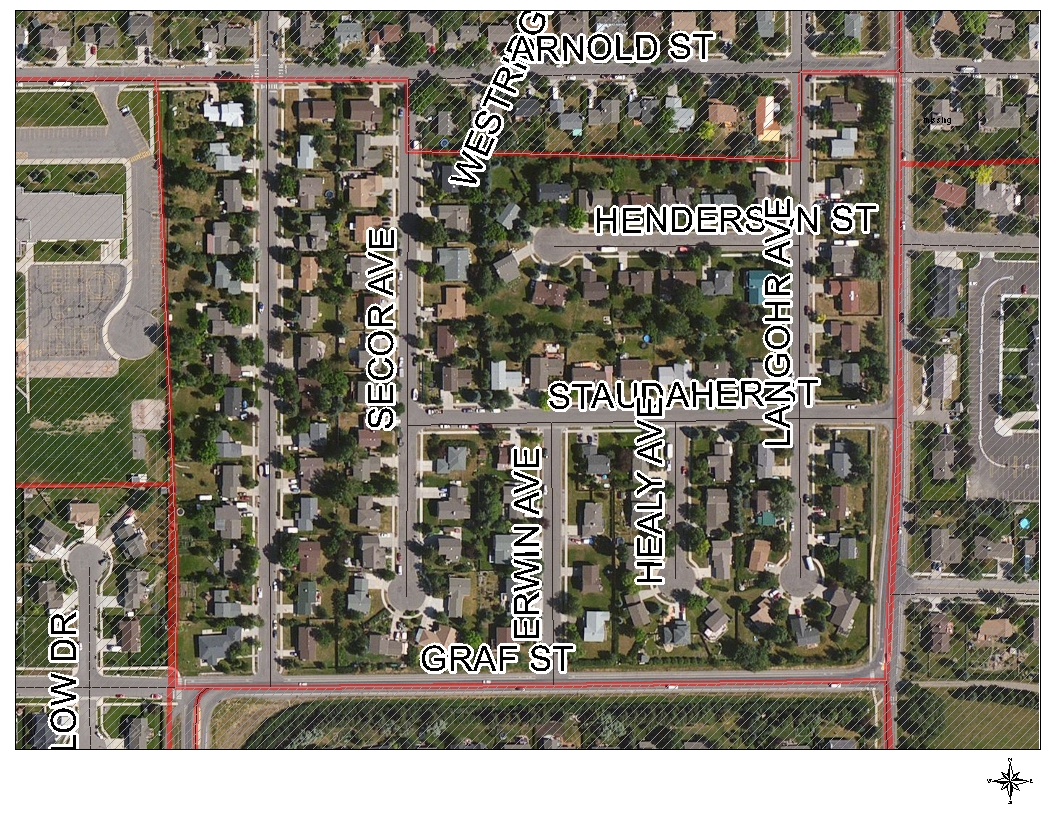 ARNOLD ST
WESTRIDG
HENDERSON ST
SECOR AVE
LANGOHR AVE
STAUDAHER ST
HEALY AVE
ERWIN AVE
GRAF ST
LOW DR
missing
N
W
E
S